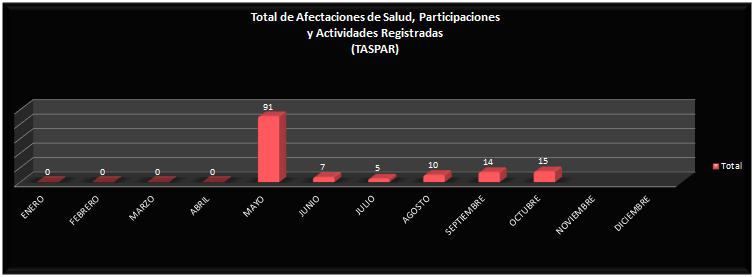 Total de Afectaciones de Salud, Participaciones
y Actividades Registradas
(TASPAR)
0 0 0 0 91 7 5 10 14 15
Total
ENERO FEBRERO MARZO ABRIL MAYO JUNIO JULIO AGOSTO SEPTIEMBRE OCTUBRE NOVIEMBRE DICIEMBRE